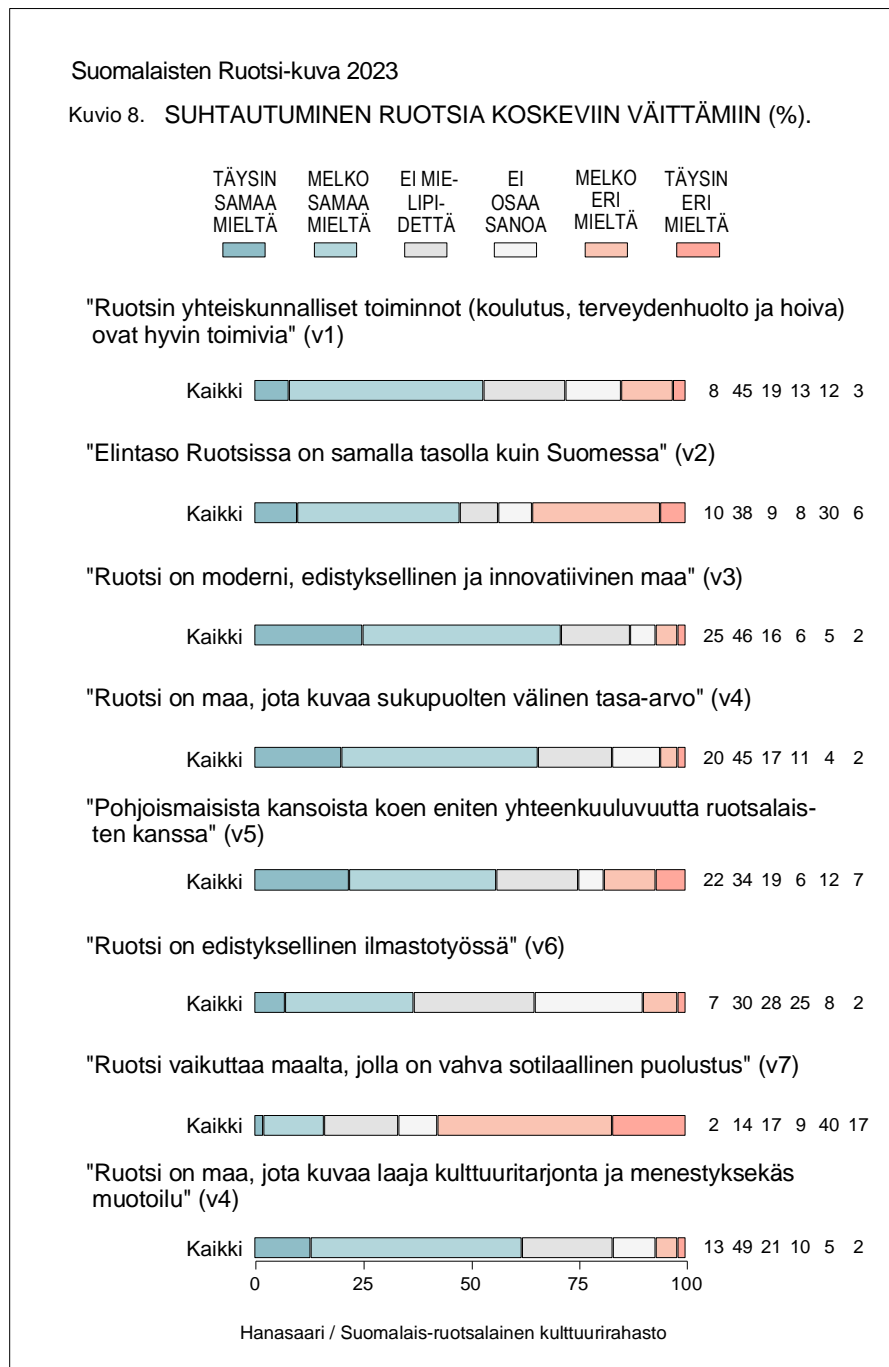 Suomalaisten Ruotsi-kuva 2023
Kuvio 8. SUHTAUTUMINEN RUOTSIA KOSKEVIIN VÄITTÄMIIN (%).
TÄYSIN MELKO EI MIE- EI MELKO TÄYSIN
SAMAA SAMAA LIPI- OSAA ERI ERI
MIELTÄ MIELTÄ DETTÄ SANOA MIELTÄ MIELTÄ
"Ruotsin yhteiskunnalliset toiminnot (koulutus, terveydenhuolto ja hoiva)
ovat hyvin toimivia" (v1)
Kaikki 8 45 19 13 12 3
"Elintaso Ruotsissa on samalla tasolla kuin Suomessa" (v2)
Kaikki 10 38 9 8 30 6
"Ruotsi on moderni, edistyksellinen ja innovatiivinen maa" (v3)
Kaikki 25 46 16 6 5 2
"Ruotsi on maa, jota kuvaa sukupuolten välinen tasa-arvo" (v4)
Kaikki 20 45 17 11 4 2
"Pohjoismaisista kansoista koen eniten yhteenkuuluvuutta ruotsalais-
ten kanssa" (v5)
Kaikki 22 34 19 6 12 7
"Ruotsi on edistyksellinen ilmastotyössä" (v6)
Kaikki 7 30 28 25 8 2
"Ruotsi vaikuttaa maalta, jolla on vahva sotilaallinen puolustus" (v7)
Kaikki 2 14 17 9 40 17
"Ruotsi on maa, jota kuvaa laaja kulttuuritarjonta ja menestyksekäs
muotoilu" (v4)
Kaikki 13 49 21 10 5 2
0 25 50 75 100
Hanasaari / Suomalais-ruotsalainen kulttuurirahasto